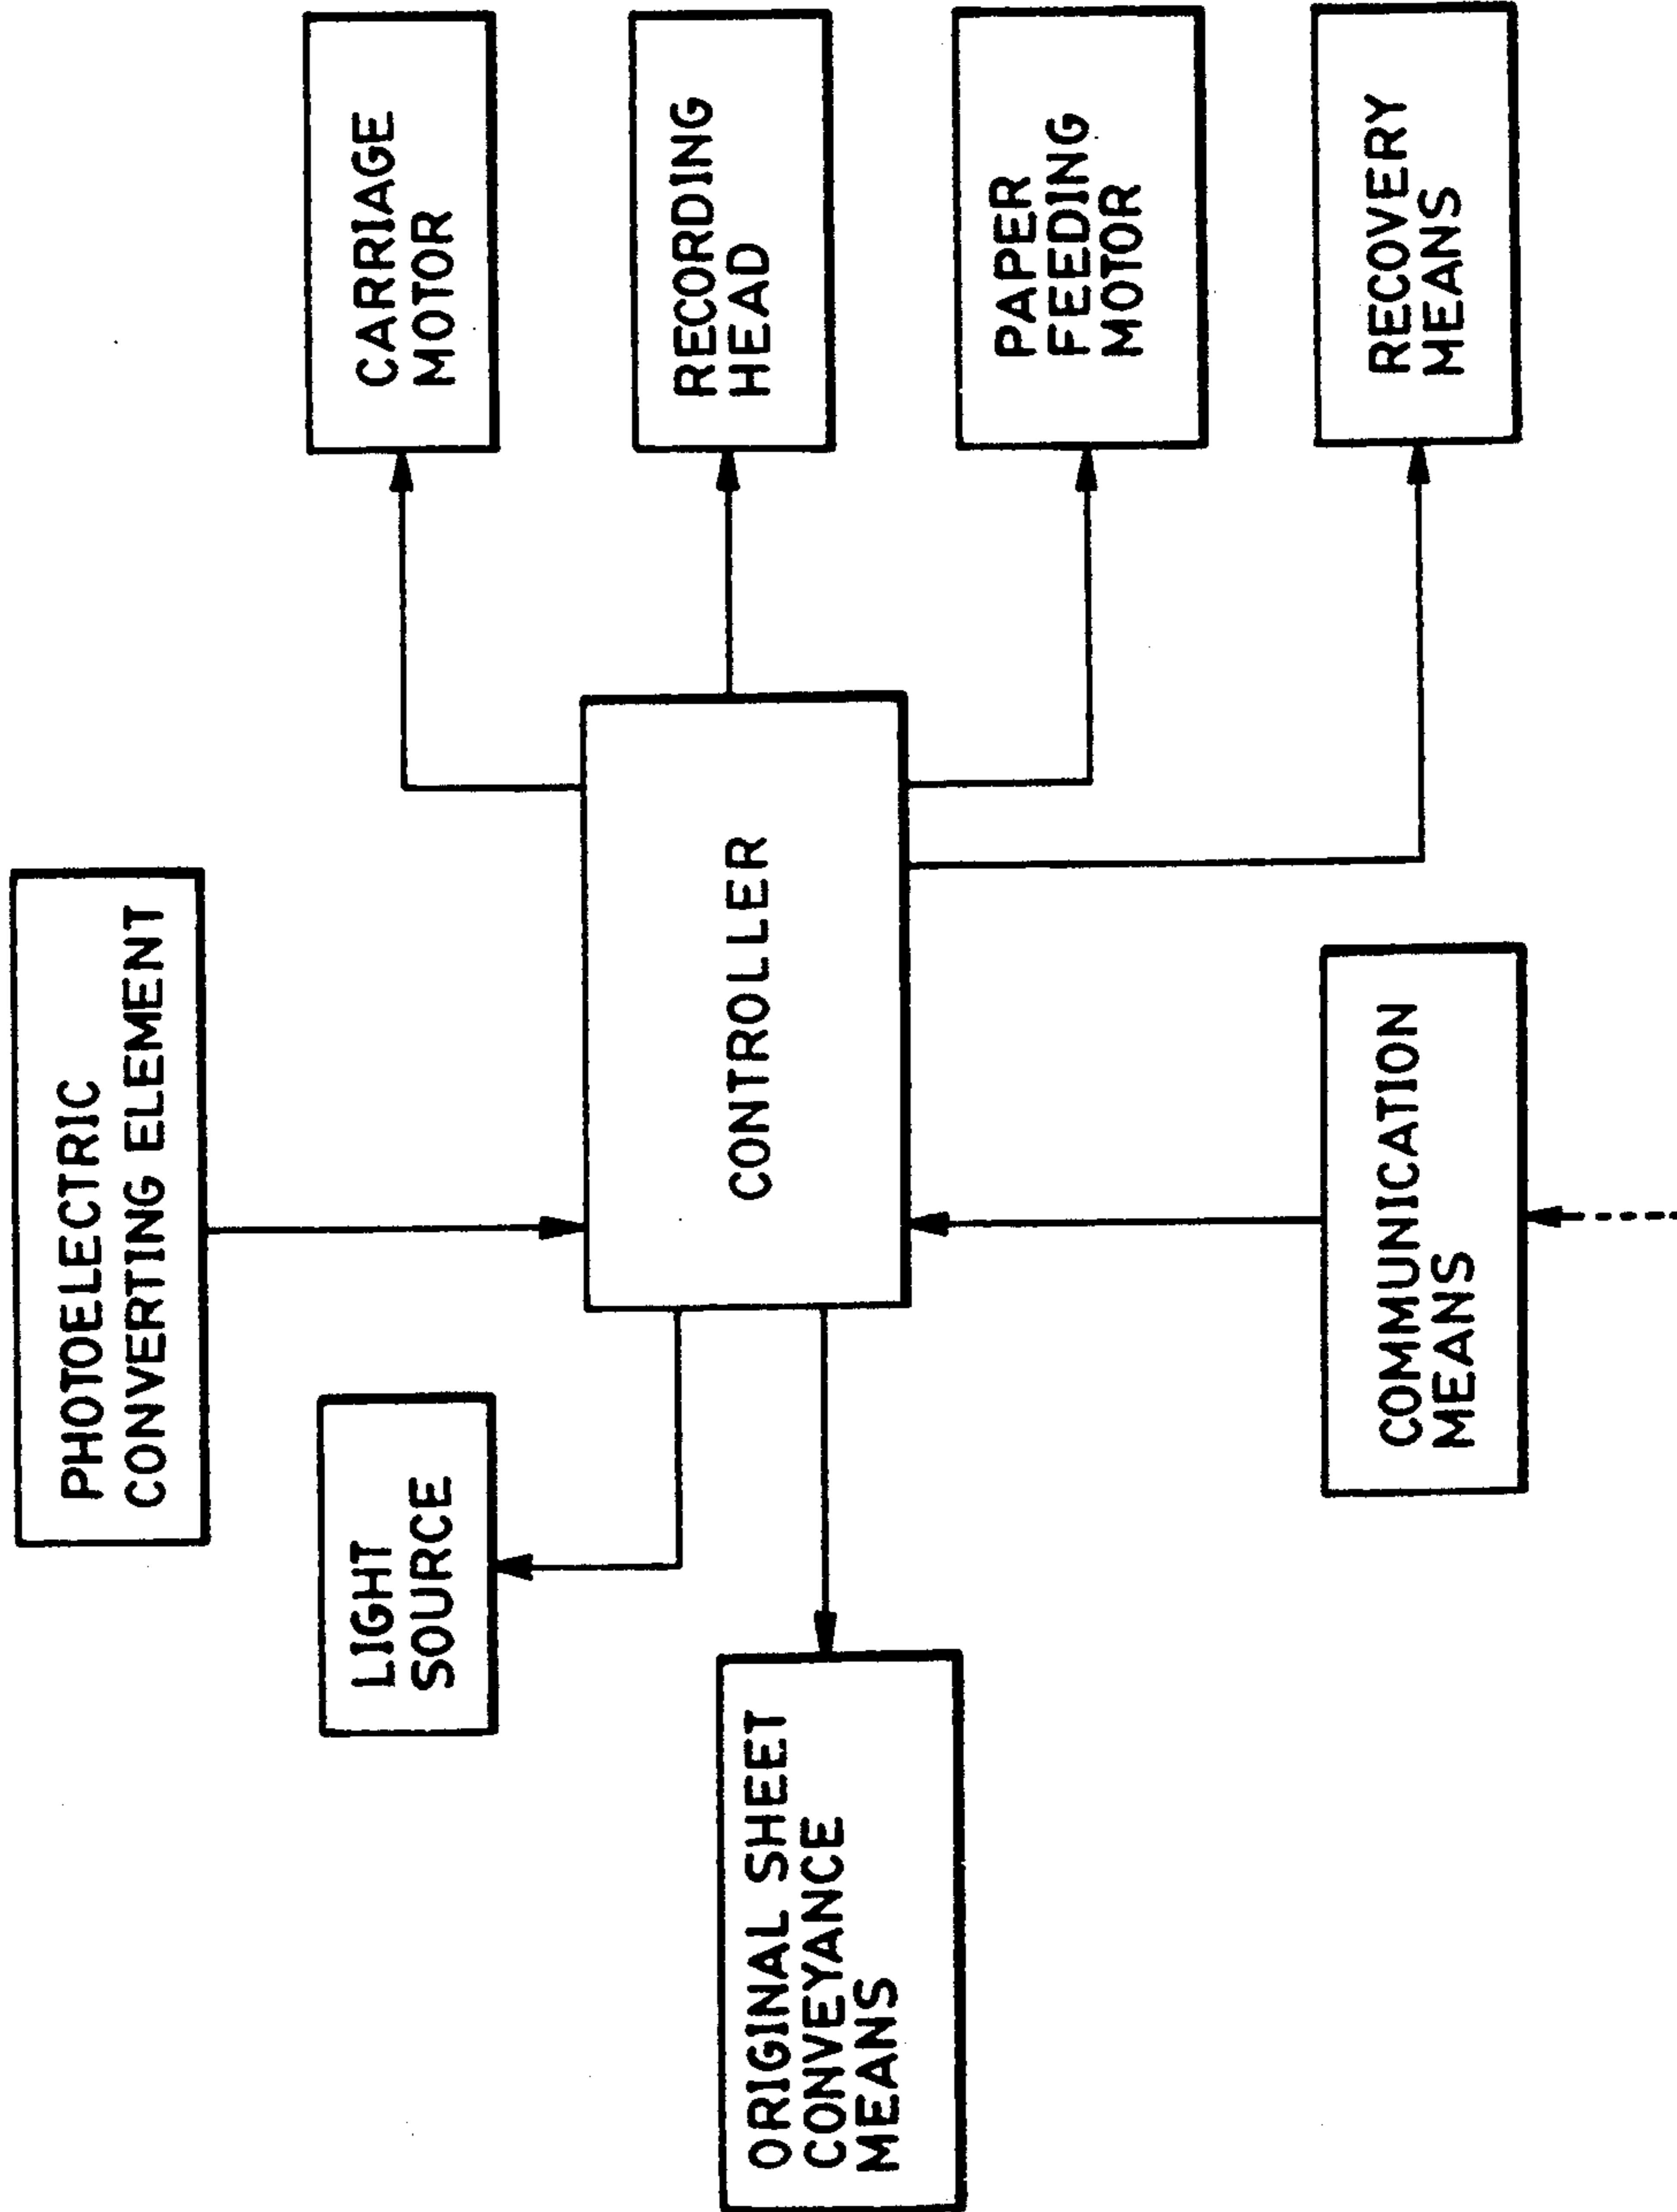 PHOTOELECTRIC
CONVERTING ELEMENT
LIGHT
SOURCE
CARRIAGE
MOTOR
ORIGINAL SHEET
CONVEYANCE
MEANS
CONTROLLER
RECORDING
HEAD
PAPER
FEEDING
MOTOR
COMMUNICATION
MEANS
RECOVERY
MEANS